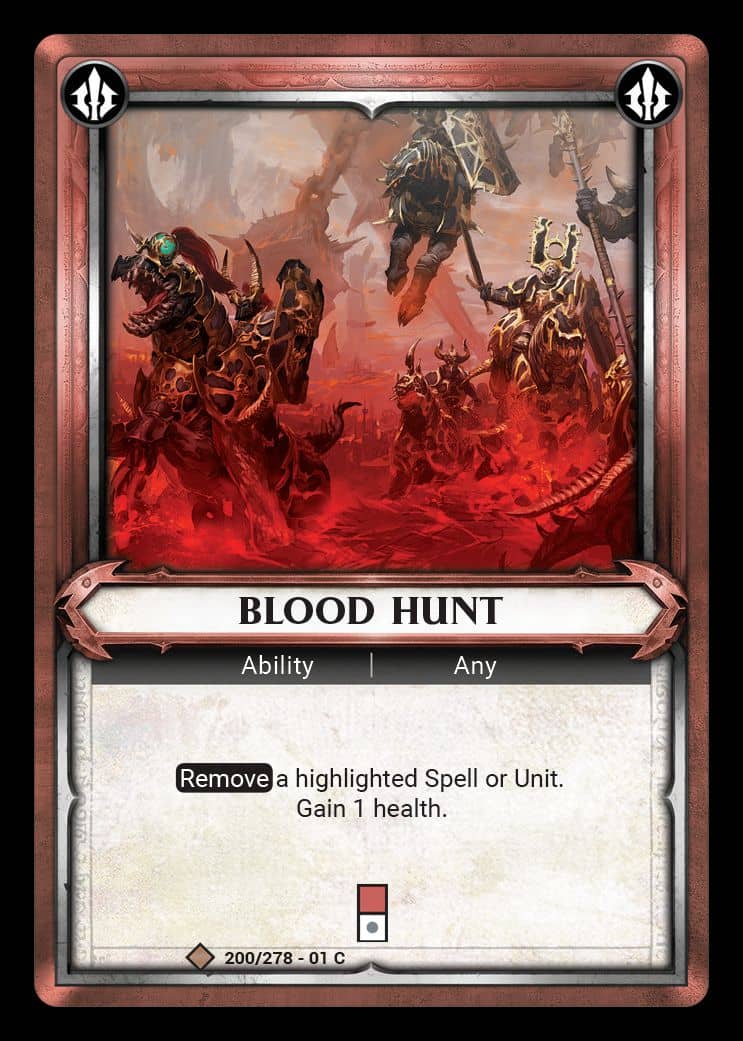 BLOOD HUNT
Ability | Any
Remove a highlighted Spell or Unit.
Gain 1 health.
200/278 - 01 C